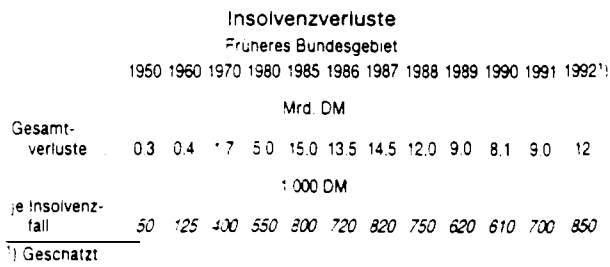 Insolvenzverluste
Früheres Bundesgebiet
1950 1960 1970 1980 1985 1986 1987 1988 1989 1990 1991 1992¹)
Mrd. DM
Gesamt-
verluste 0.3 0.4 1.7 5.0 15.0 13.5 14.5 12.0 9.0 8.1 9.0 12
1 000 DM
je Insolvenz-
fall 50 125 400 550 800 720 820 750 620 610 700 850
¹) Geschätzt